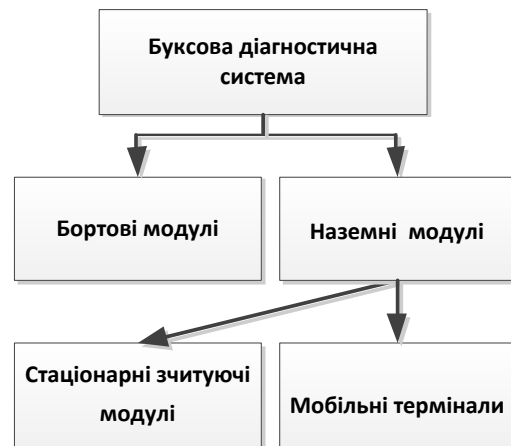 Буксова діагностична
система
Бортові модулі
Наземні модулі
Стаціонарні зчитуючі
модулі
Мобільні термінали